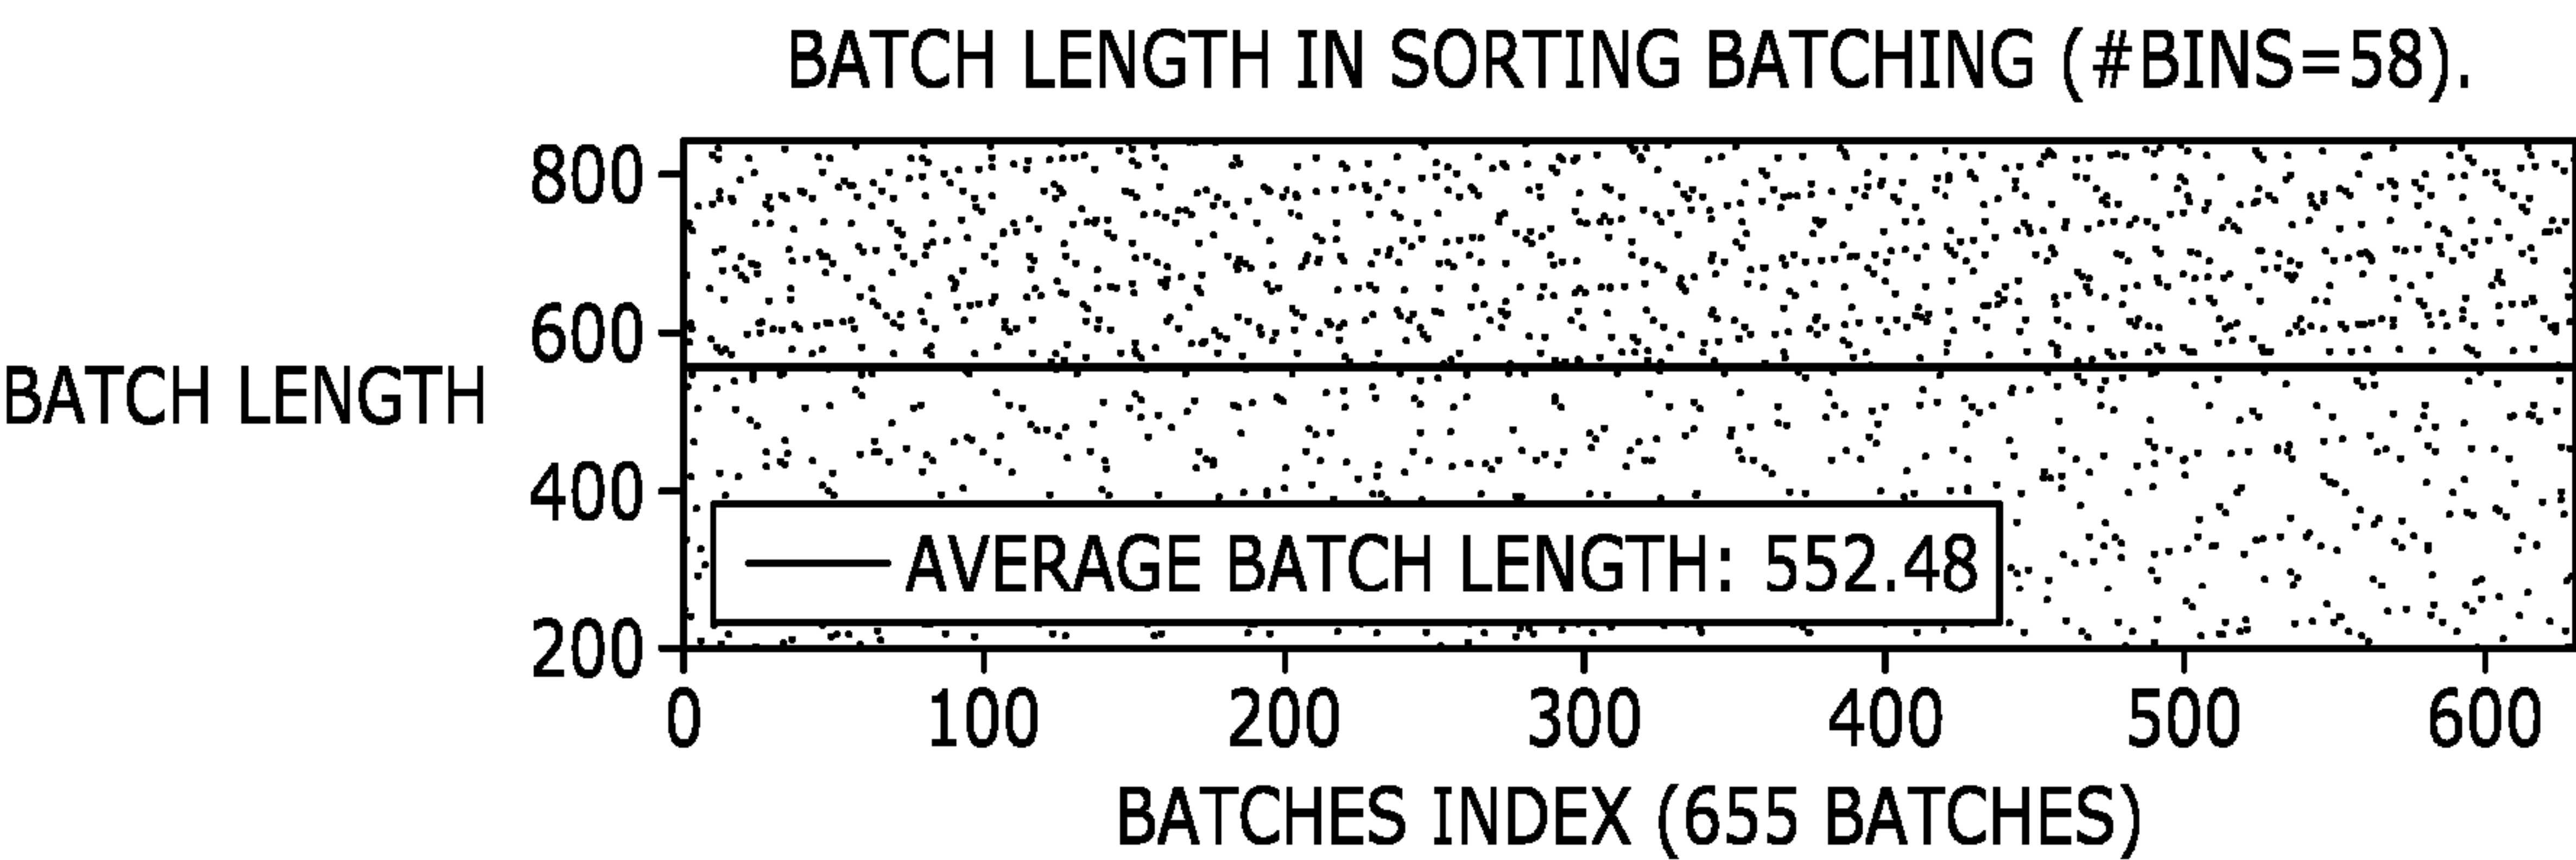 BATCH LENGTH IN SORTING BATCHING (#BINS=58).
800
600
BATCH LENGTH
400
AVERAGE BATCH LENGTH: 552.48
200
0 100 200 300 400 500 600
BATCHES INDEX (655 BATCHES)